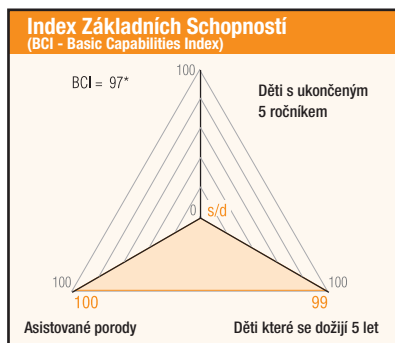 Index Základních Schopností
(BCI - Basic Capabilities Index)
BCI = 97*
100
Děti s ukončeným
5 ročníkem
0
s/d
100
100
100
99
Asistované porody
Děti které se dožijí 5 let